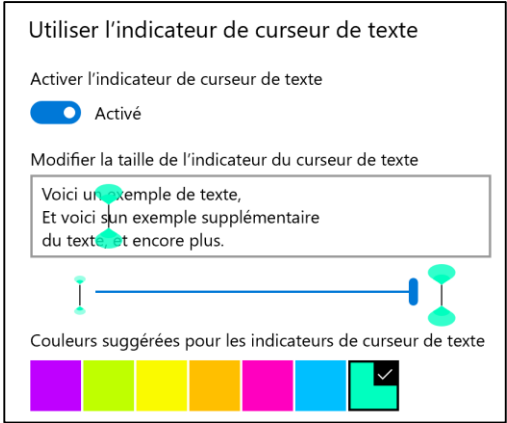 Utiliser l’indicateur de curseur de texte
Activer l’indicateur de curseur de texte
Activé
Modifier la taille de l’indicateur du curseur de texte
Voici un exemple de texte,
Et voici sun exemple supplémentaire
du texte, et encore plus.
Couleurs suggérées pour les indicateurs de curseur de texte